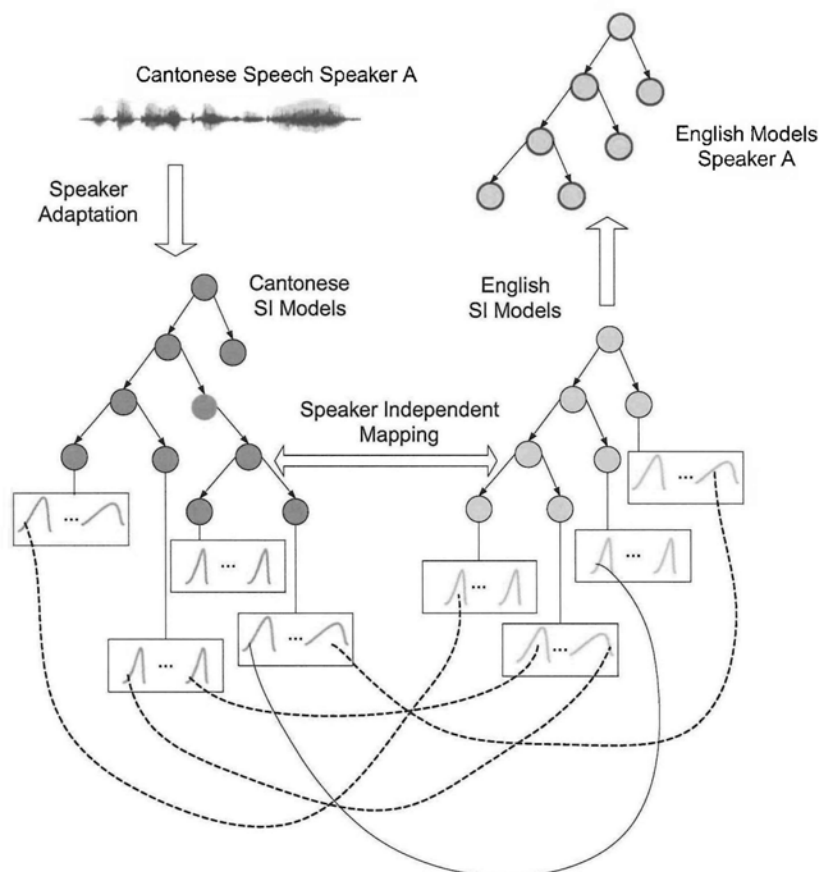 Cantonese Speech Speaker A
English Models
Speaker A
Speaker
Adaptation
Cantonese
SI Models
English
SI Models
Speaker Independent
Mapping
...
...
...
...
...
...
...
...